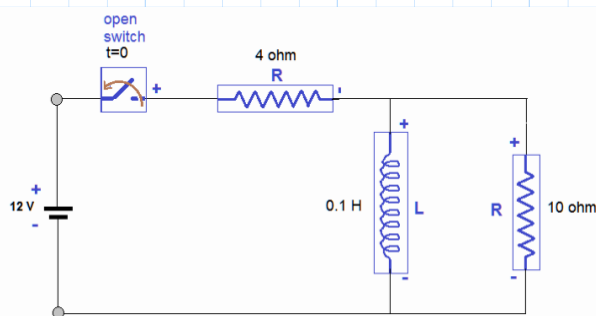 open
switch
t=0
+
4 ohm
R
'
+
12 V
-
+
0.1 H
L
-
+
R
10 ohm
-